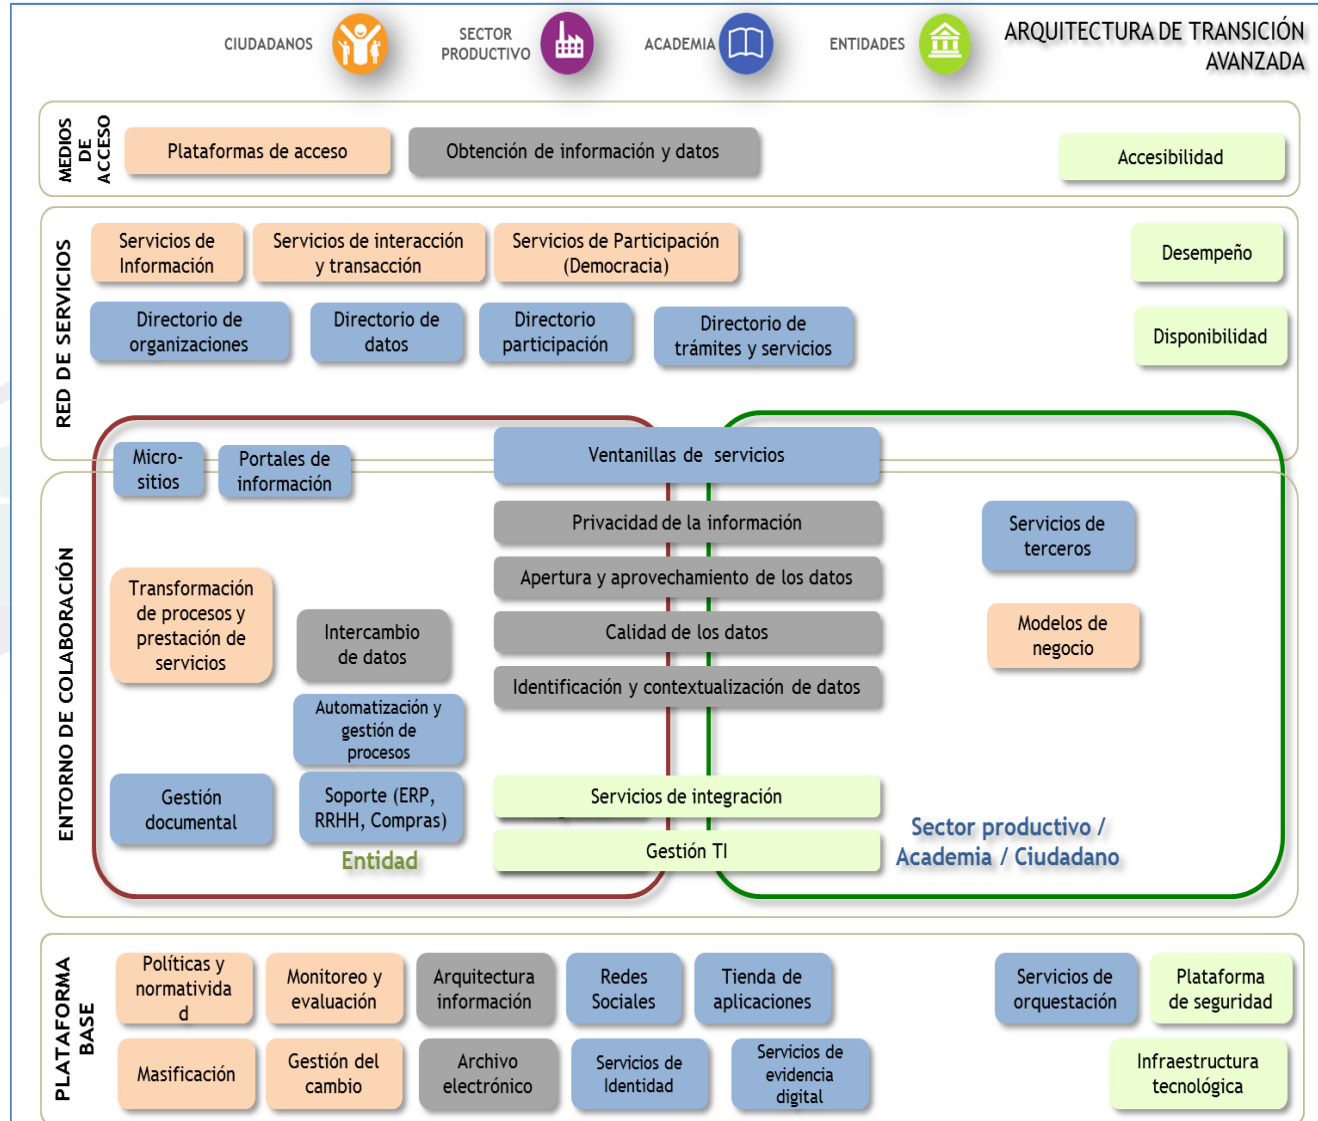 CIUDADANOS
SECTOR
PRODUCTIVO
ACADEMIA
ENTIDADES
ARQUITECTURA DE TRANSICIÓN
AVANZADA
MEDIOS
DE
ACCESO
Plataformas de acceso
Obtención de información y datos
Accesibilidad
RED DE SERVICIOS
Servicios de
Información
Servicios de interacción
y transacción
Servicios de Participación
(Democracia)
Desempeño
Directorio de
organizaciones
Directorio de
datos
Directorio
participación
Directorio de
trámites y servicios
Disponibilidad
Micro-
sitios
Portales de
información
Ventanillas de servicios
ENTORNO DE COLABORACIÓN
Privacidad de la información
Servicios de
terceros
Apertura y aprovechamiento de los datos
Transformación
de procesos y
prestación de
servicios
Intercambio
de datos
Calidad de los datos
Modelos de
negocio
Identificación y contextualización de datos
Automatización y
gestión de
procesos
Gestión
documental
Soporte (ERP,
RRHH, Compras)
Servicios de integración
Entidad
Gestión TI
Sector productivo /
Academia / Ciudadano
PLATAFORMA
BASE
Políticas y
normativida
d
Monitoreo y
evaluación
Arquitectura
información
Redes
Sociales
Tienda de
aplicaciones
Servicios de
orquestación
Plataforma
de seguridad
Masificación
Gestión del
cambio
Archivo
electrónico
Servicios de
Identidad
Servicios de
evidencia
digital
Infraestructura
tecnológica